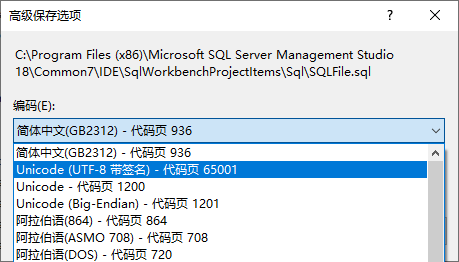 高级保存选项
C:\Program Files (x86)\Microsoft SQL Server Management Studio
18\Common7\IDE\SqlWorkbenchProjectItems\Sql\SQLFile.sql
编码(E):
简体中文(GB2312) - 代码页 936
简体中文(GB2312) - 代码页 936
Unicode (UTF-8 带签名) - 代码页 65001
Unicode - 代码页 1200
Unicode (Big-Endian) - 代码页 1201
阿拉伯语(864) - 代码页 864
阿拉伯语(ASMO 708) - 代码页 708
阿拉伯语(DOS) - 代码页 720